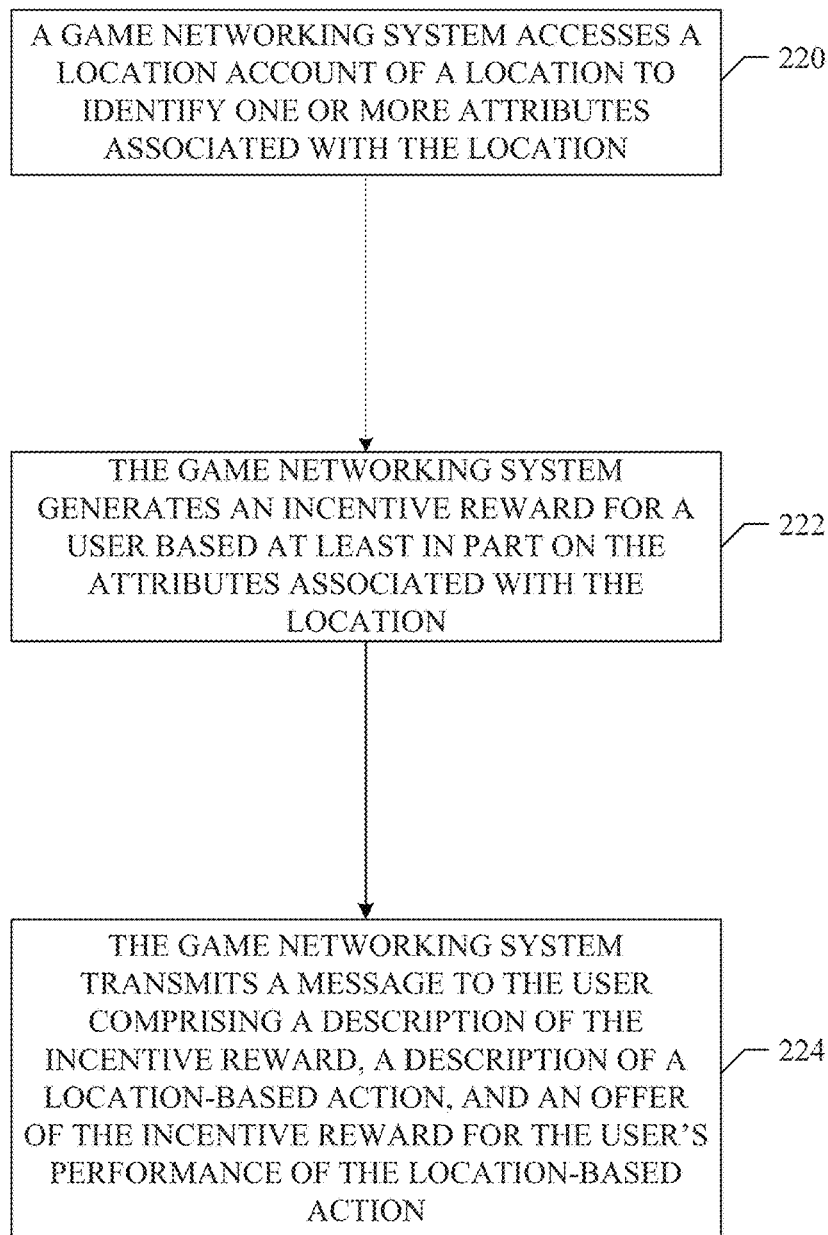 A GAME NETWORKING SYSTEM ACCESSES A
LOCATION ACCOUNT OF A LOCATION TO
IDENTIFY ONE OR MORE ATTRIBUTES
ASSOCIATED WITH THE LOCATION
220
THE GAME NETWORKING SYSTEM
GENERATES AN INCENTIVE REWARD FOR A
USER BASED AT LEAST IN PART ON THE
ATTRIBUTES ASSOCIATED WITH THE
LOCATION
222
THE GAME NETWORKING SYSTEM
TRANSMITS A MESSAGE TO THE USER
COMPRISING A DESCRIPTION OF THE
INCENTIVE REWARD, A DESCRIPTION OF A
LOCATION-BASED ACTION, AND AN OFFER
OF THE INCENTIVE REWARD FOR THE USER'S
PERFORMANCE OF THE LOCATION-BASED
ACTION
224